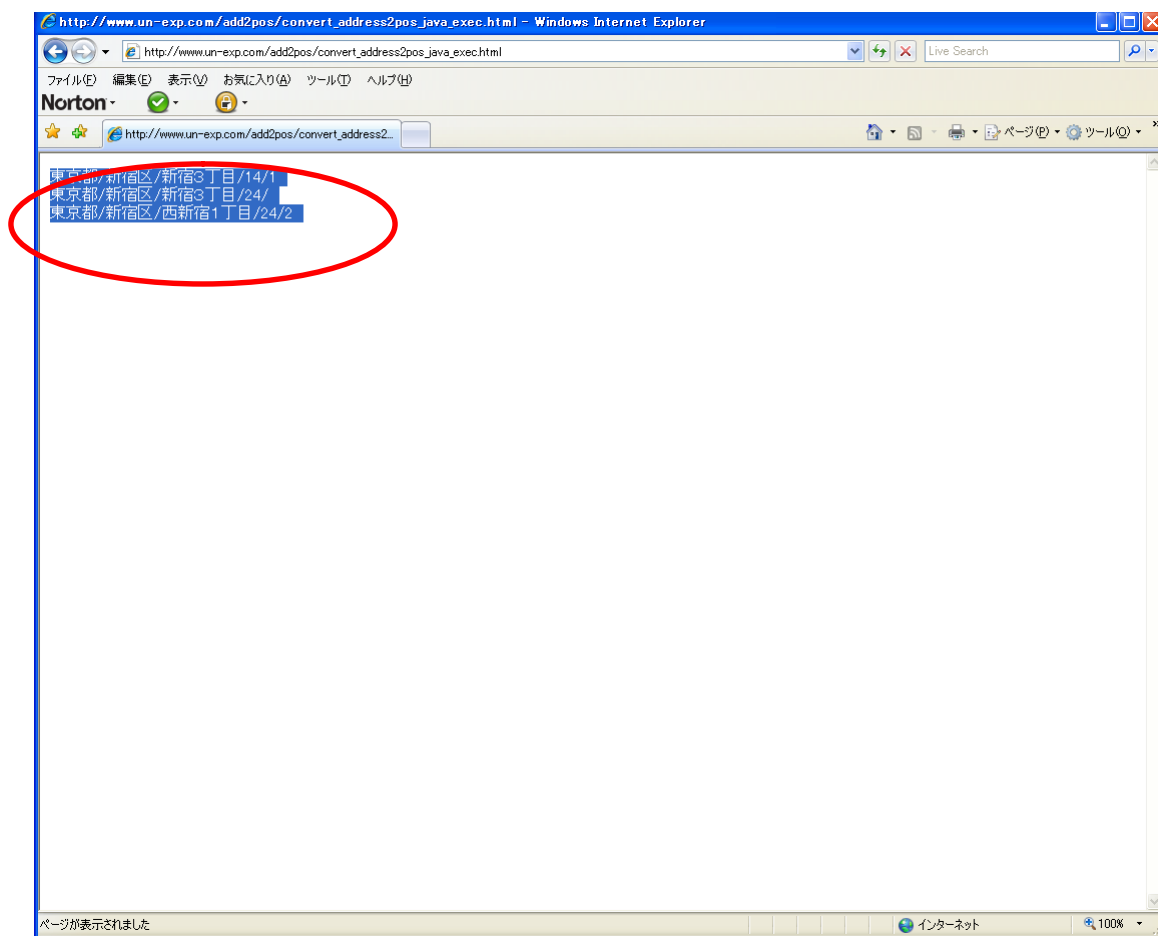 http://www.un-exp.com/add2pos/convert_address2pos_java_exec.html - Windows Internet Explorer
http://www.un-exp.com/add2pos/convert_address2pos_java_exec.html
Live Search
ファイル(F) 編集(E) 表示(V) お気に入り(A) ツール(T) ヘルプ(H)
Norton
http://www.un-exp.com/add2pos/convert_address2...
ページ(P) ツール(O)
東京都/新宿区/新宿3丁目/14/1
東京都/新宿区/新宿3丁目/24/
東京都/新宿区/西新宿1丁目/24/2
ページが表示されました
インターネット
100%